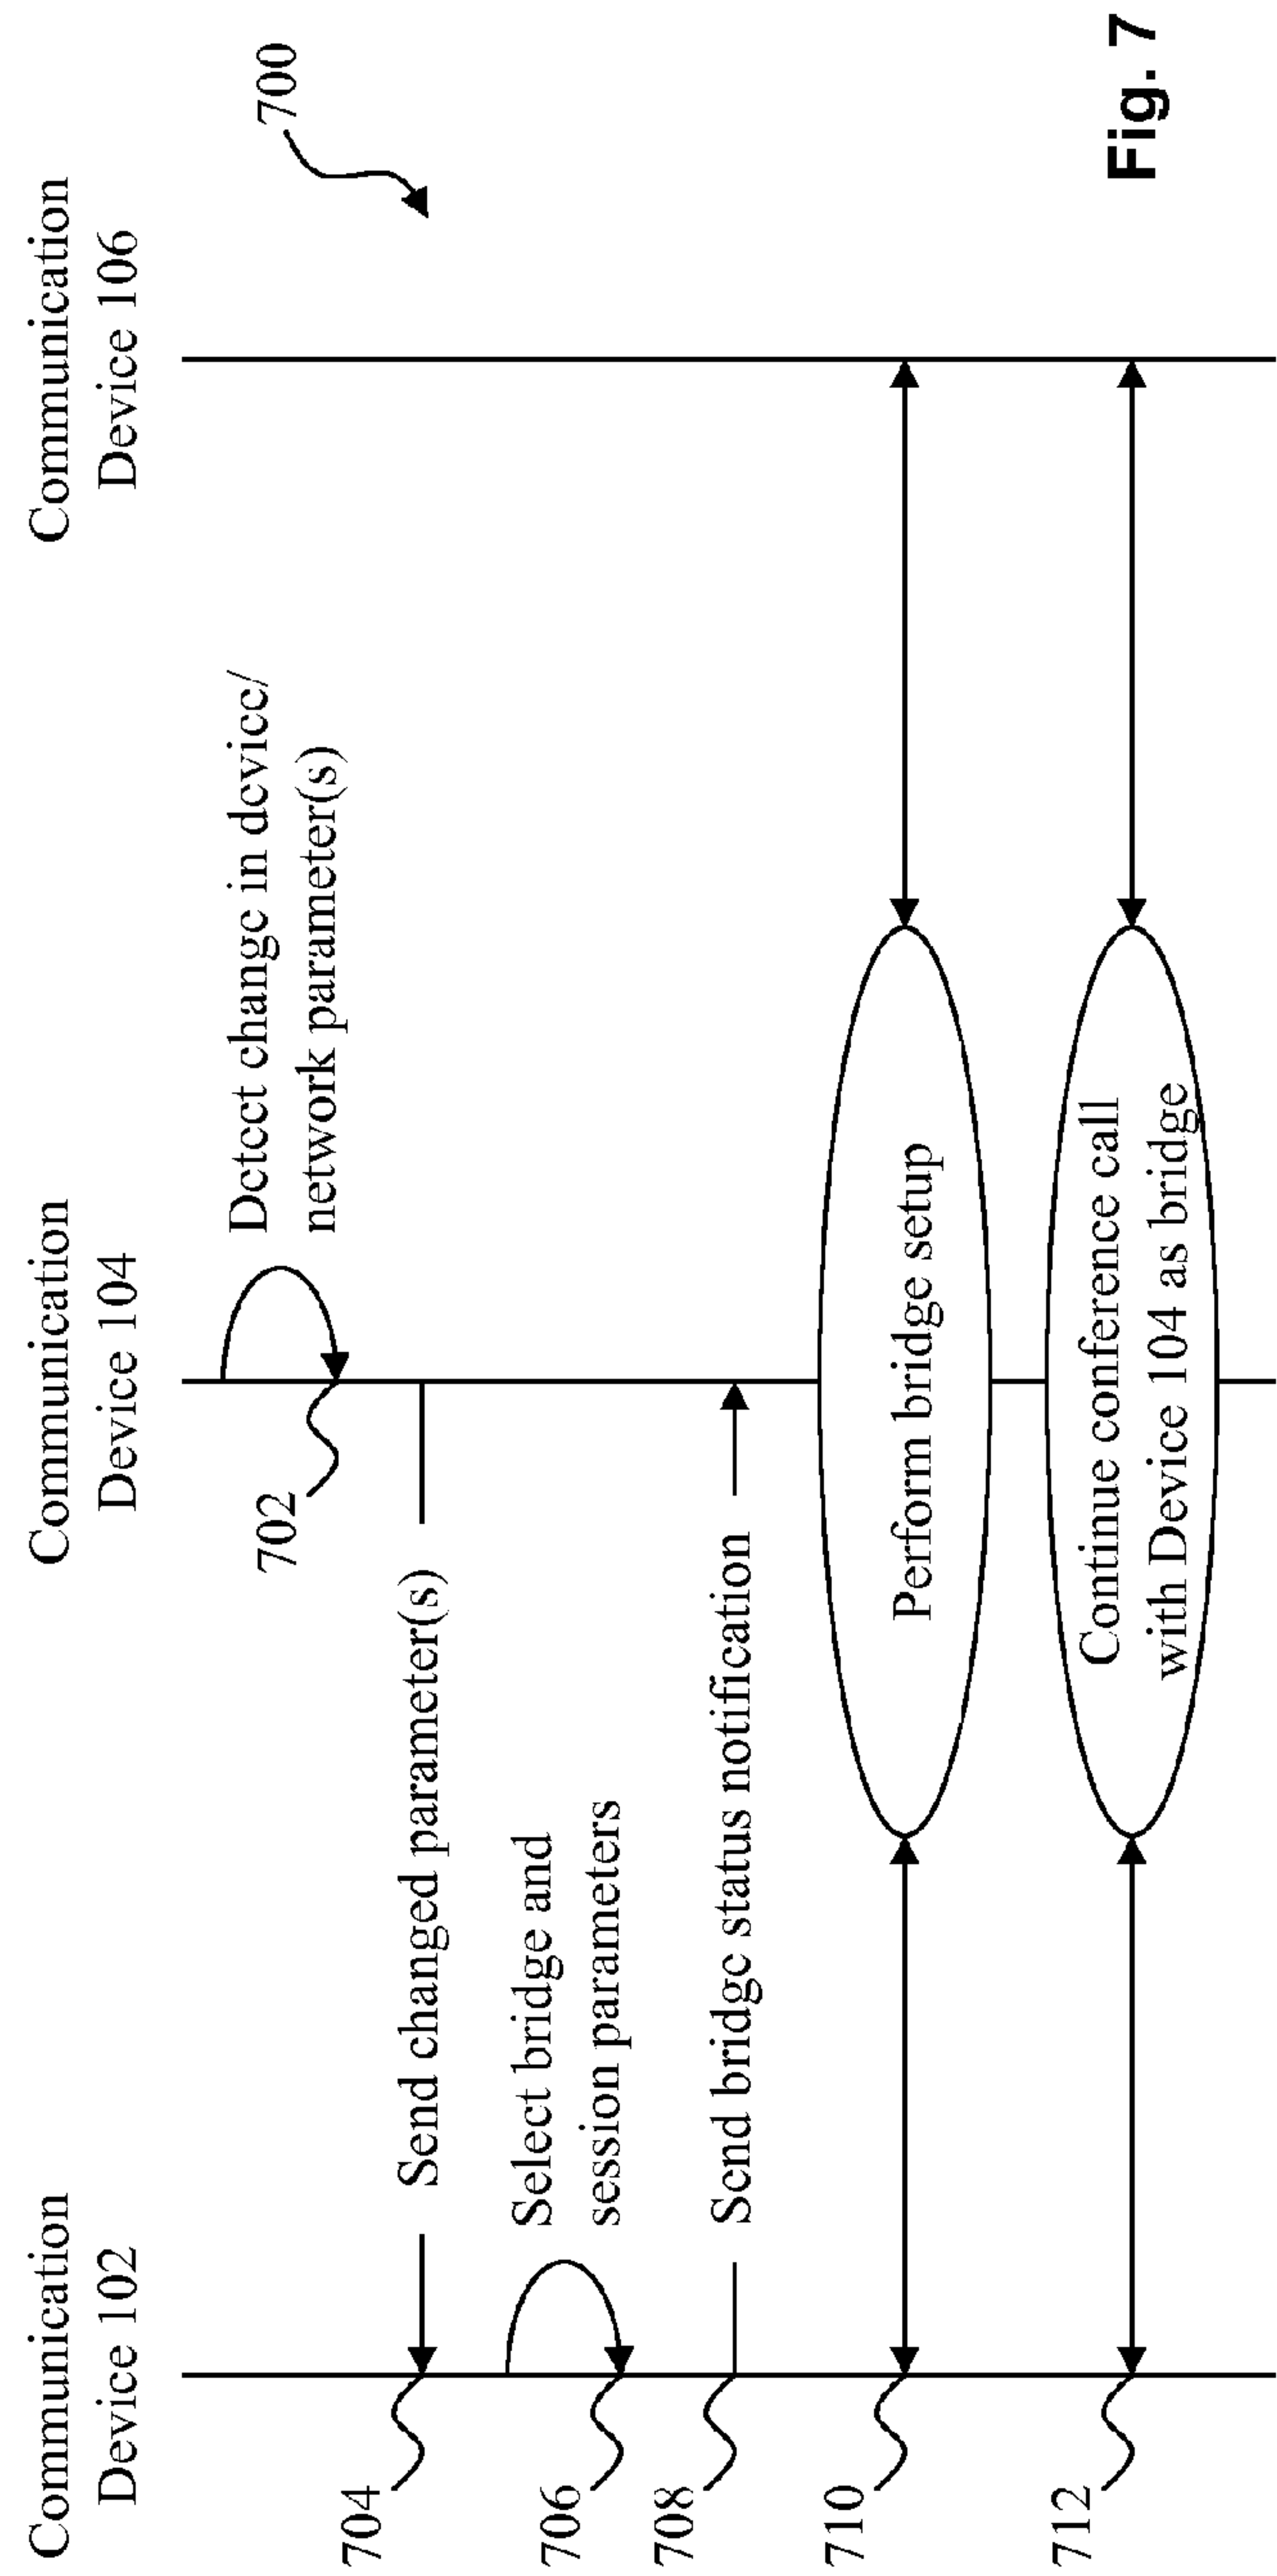 Communication
Device 102
Communication
Device 104
Communication
Device 106
700
Detect change in device/
network parameter(s)
702
Send changed parameter(s)
704
Select bridge and
session parameters
706
Send bridge status notification
708
Perform bridge setup
710
Continue conference call
with Device 104 as bridge
712
Fig. 7